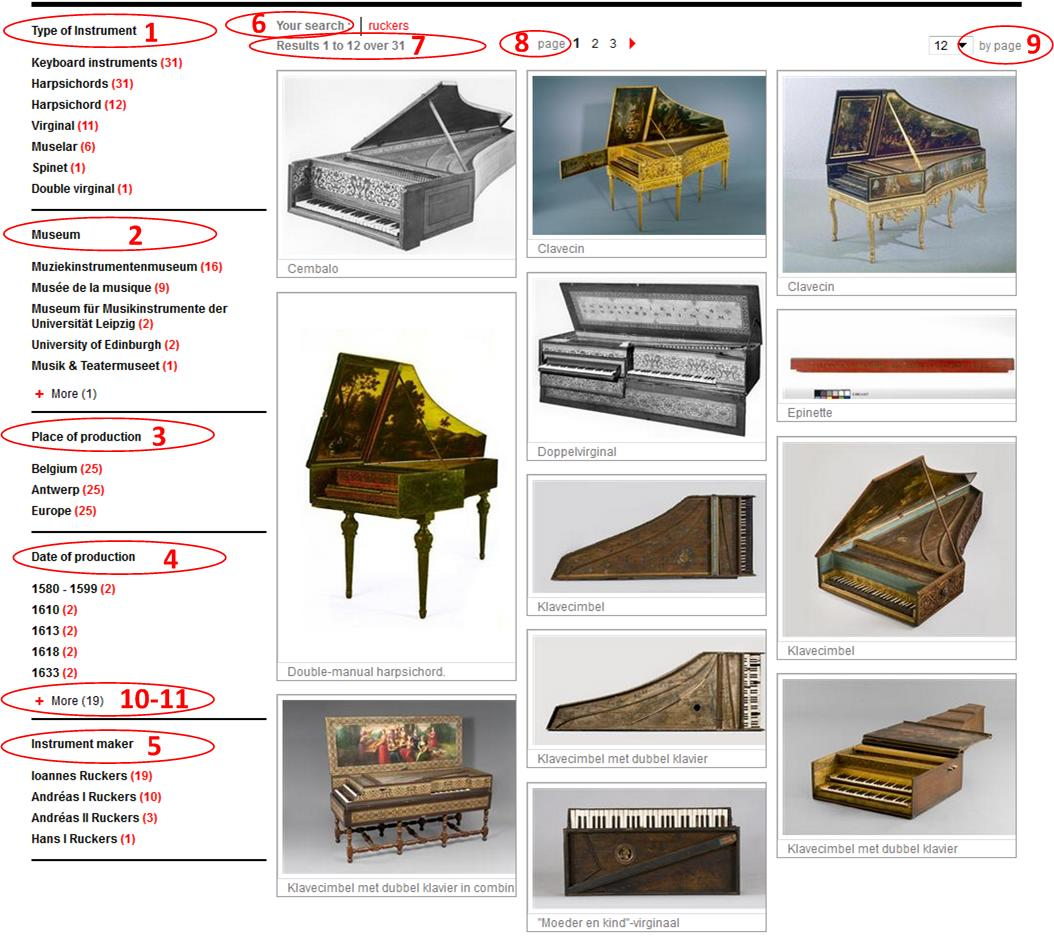 Type of Instrument 1
Keyboard instruments (31)
Harpsichords (31)
Harpsichord (12)
Virginal (11)
Muselar (6)
Spinet (1)
Double virginal (1)
Museum 2
Muziekinstrumentenmuseum (16)
Musée de la musique (9)
Museum für Musikinstrumente der
Universität Leipzig (2)
University of Edinburgh (2)
Musik & Teatermuseet (1)
+ More (1)
Place of production 3
Belgium (25)
Antwerp (25)
Europe (25)
Date of production 4
1580 - 1599 (2)
1610 (2)
1613 (2)
1618 (2)
1633 (2)
+ More (19) 10-11
Instrument maker 5
Ioannes Ruckers (19)
Andréas I Ruckers (10)
Andréas II Ruckers (3)
Hans I Ruckers (1)
6 Your search : ruckers
Results 1 to 12 over 31 7
8 page 1 2 3
12 by page 9
Cembalo
Double-manual harpsichord.
Klavecimbel met dubbel klavier in combin
Clavecin
Doppelvirginal
Klavecimbel
Klavecimbel met dubbel klavier
"Moeder en kind"-virginaal
Clavecin
Epinette
Klavecimbel
Klavecimbel met dubbel klavier